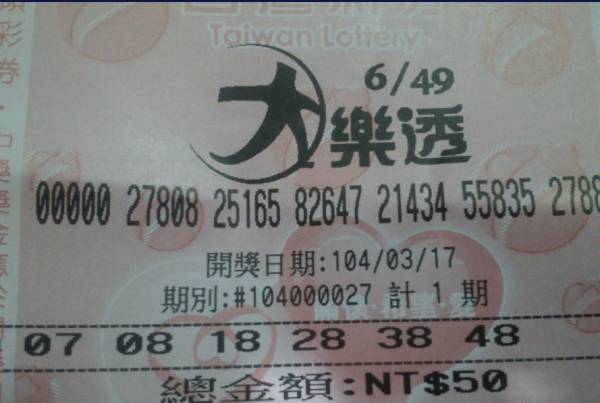 Taiwan Lottery
6/49
大樂透
00000 27808 25165 82647 21434 55835 2788
開獎日期:104/03/17
期別:#104000027 計 1 期
07 08 18 28 38 48
總金額:NT$50